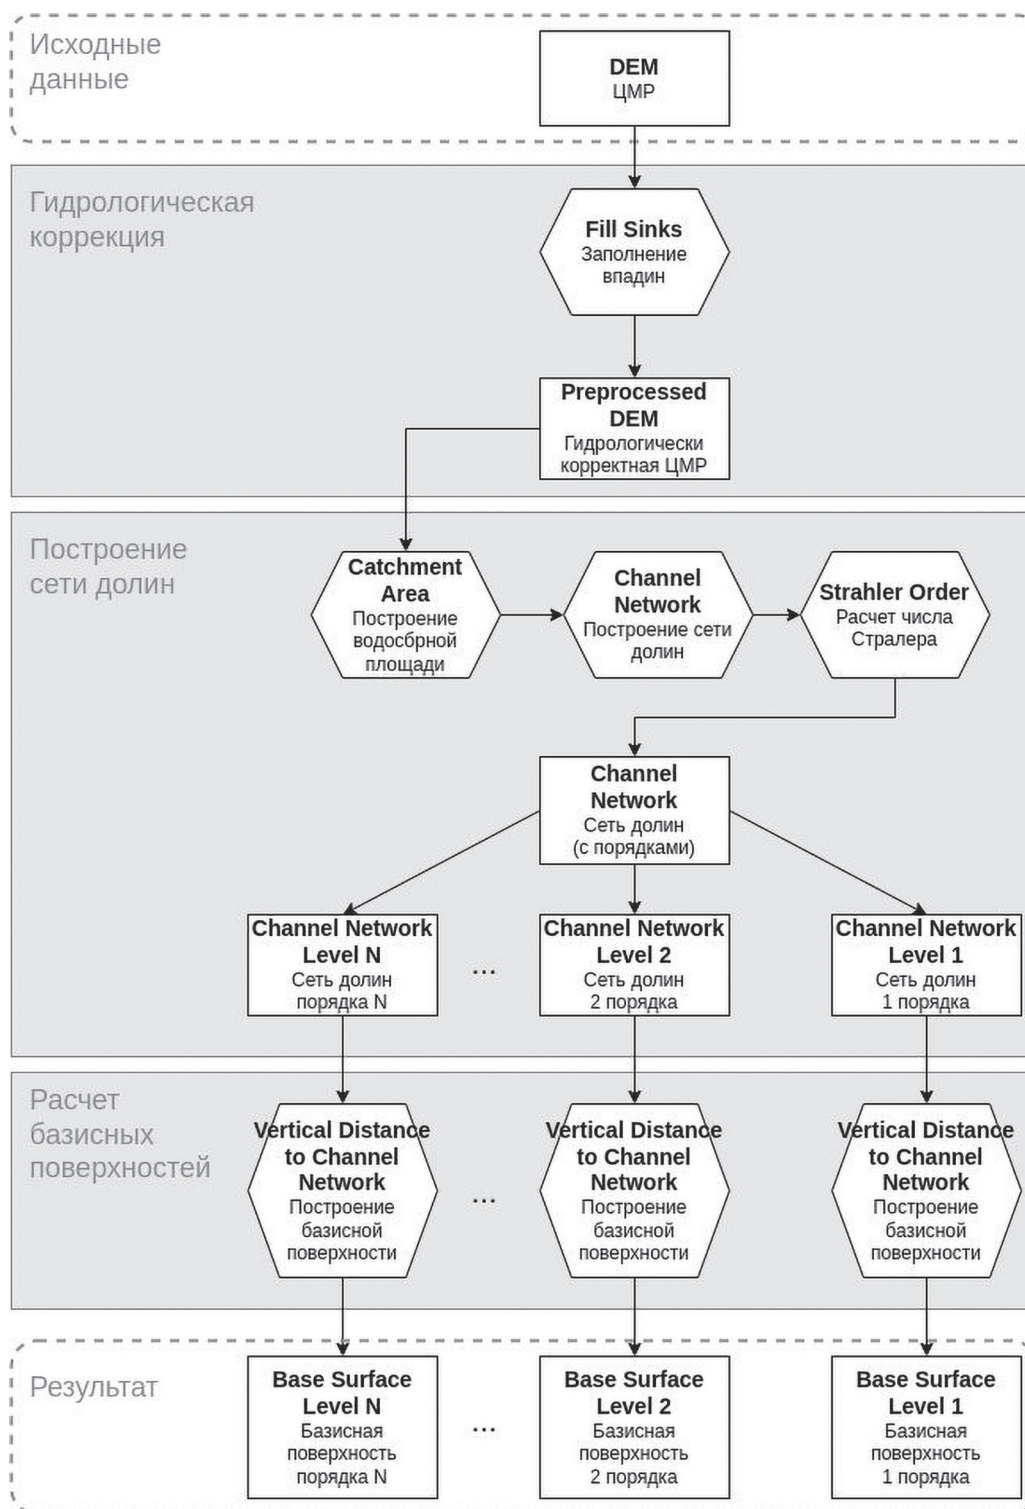 Исходные
данные
DEM
ЦМР
Гидрологическая
коррекция
Fill Sinks
Заполнение
впадин
Preprocessed
DEM
Гидрологически
корректная ЦМР
Построение
сети долин
Catchment
Area
Построение
водосбрной
площади
Channel
Network
Построение сети
долин
Strahler Order
Расчет числа
Стралера
Channel
Network
Сеть долин
(с порядками)
Channel Network
Level N
Сеть долин
порядка N
...
Channel Network
Level 2
Сеть долин
2 порядка
Channel Network
Level 1
Сеть долин
1 порядка
Расчет
базисных
поверхностей
Vertical Distance
to Channel
Network
Построение
базисной
поверхности
...
Vertical Distance
to Channel
Network
Построение
базисной
поверхности
Vertical Distance
to Channel
Network
Построение
базисной
поверхности
Результат
Base Surface
Level N
Базисная
поверхность
порядка N
...
Base Surface
Level 2
Базисная
поверхность
2 порядка
Base Surface
Level 1
Базисная
поверхность
1 порядка